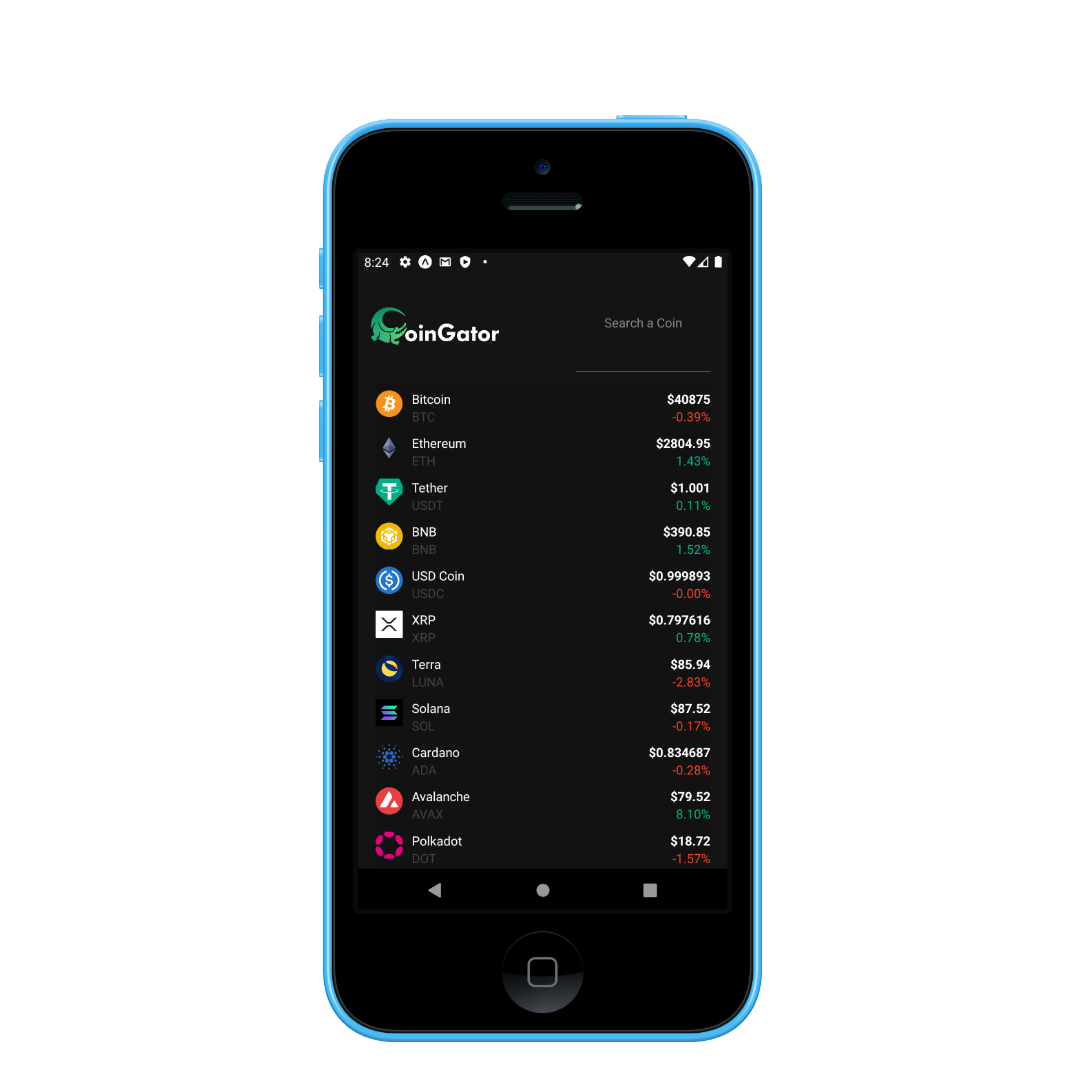 8:24
CoinGator
Search a Coin
Bitcoin $40875
BTC -0.39%
Ethereum $2804.95
ETH 1.43%
Tether $1.001
USDT 0.11%
BNB $390.85
BNB 1.52%
USD Coin $0.999893
USDC -0.00%
XRP $0.797616
XRP 0.78%
Terra $85.94
LUNA -2.83%
Solana $87.52
SOL -0.17%
Cardano $0.834687
ADA -0.28%
Avalanche $79.52
AVAX 8.10%
Polkadot $18.72
DOT -1.57%